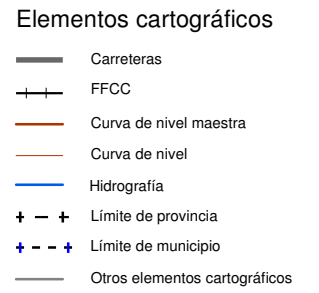 Elementos cartográficos
Carreteras
FFCC
Curva de nivel maestra
Curva de nivel
Hidrografía
Límite de provincia
Límite de municipio
Otros elementos cartográficos